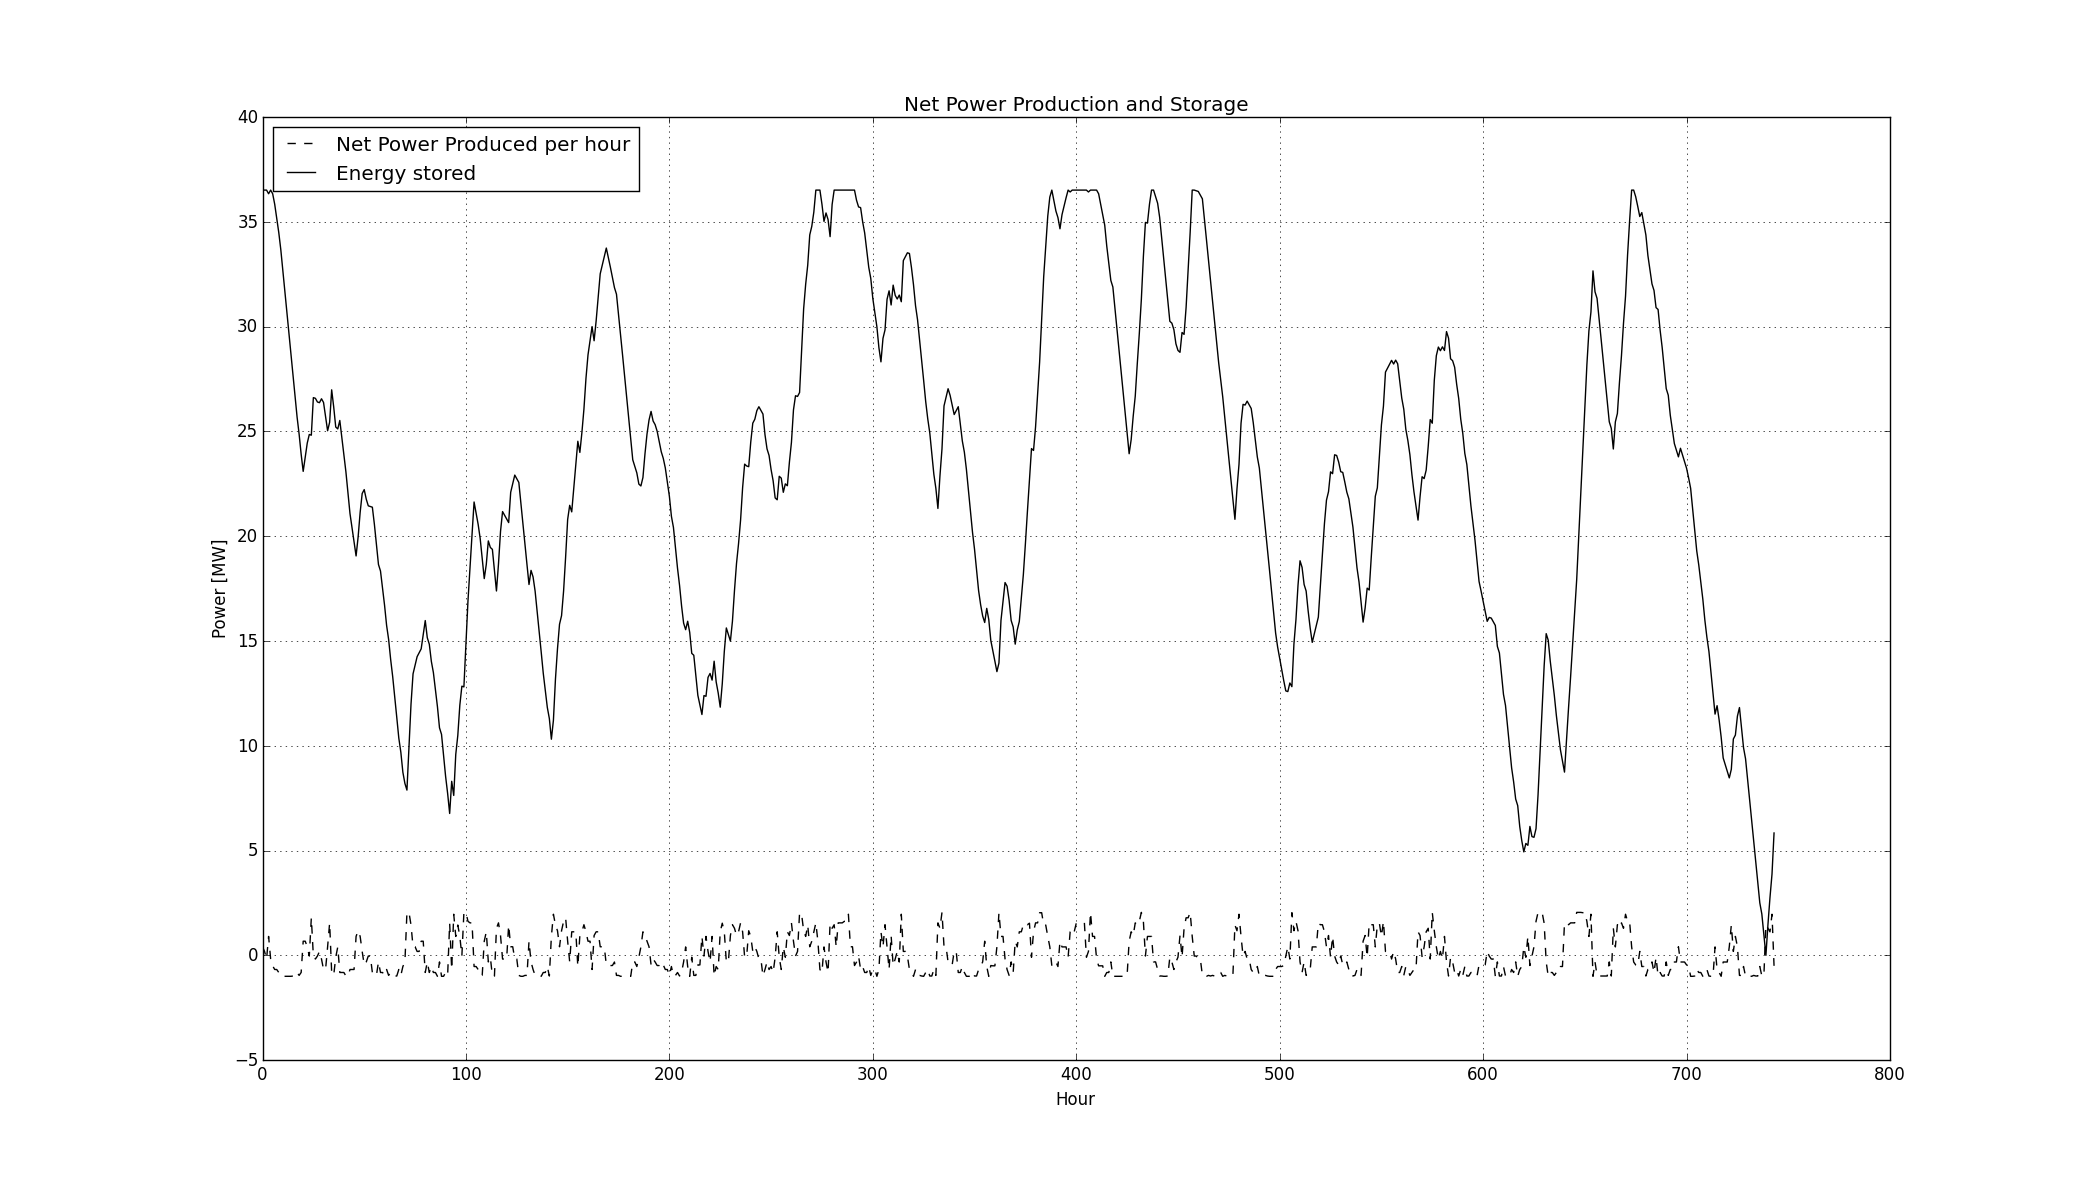 Net Power Production and Storage
40
Net Power Produced per hour
Energy stored
35
30
25
20
15
10
5
0
−5
Power [MW]
0 100 200 300 400 500 600 700 800
Hour